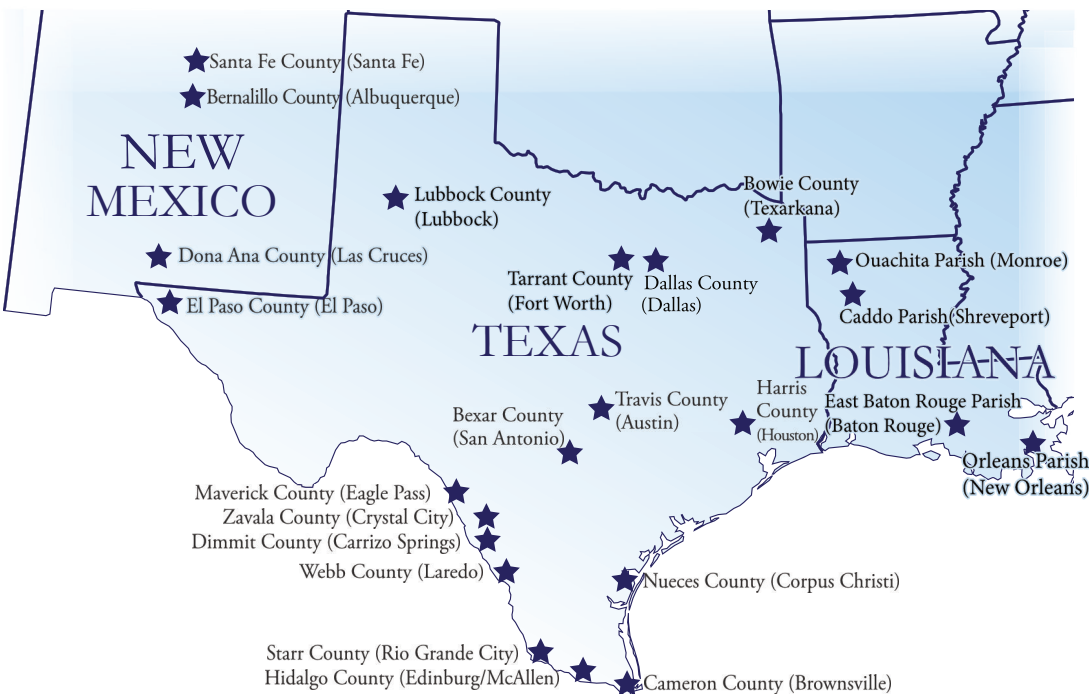 Santa Fe County (Santa Fe)
Bernalillo County (Albuquerque)
NEW
MEXICO
Bowie County
(Texarkana)
Lubbock County
(Lubbock)
Dona Ana County (Las Cruces)
Ouachita Parish (Monroe)
Tarrant County
(Fort Worth)
Dallas County
(Dallas)
El Paso County (El Paso)
Caddo Parish(Shreveport)
TEXAS
LOUISIANA
Harris
County
(Houston)
Travis County
(Austin)
East Baton Rouge Parish
(Baton Rouge)
Bexar County
(San Antonio)
Orleans Parish
(New Orleans)
Maverick County (Eagle Pass)
Zavala County (Crystal City)
Dimmit County (Carrizo Springs)
Webb County (Laredo)
Nueces County (Corpus Christi)
Starr County (Rio Grande City)
Hidalgo County (Edinburg/McAllen)
Cameron County (Brownsville)